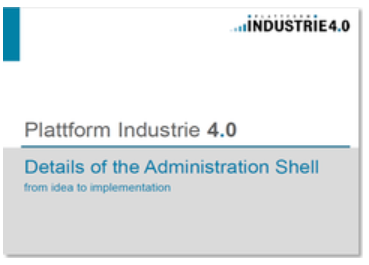 PLATTFORM
INDUSTRIE4.0
Plattform Industrie 4.0
Details of the Administration Shell
from idea to implementation